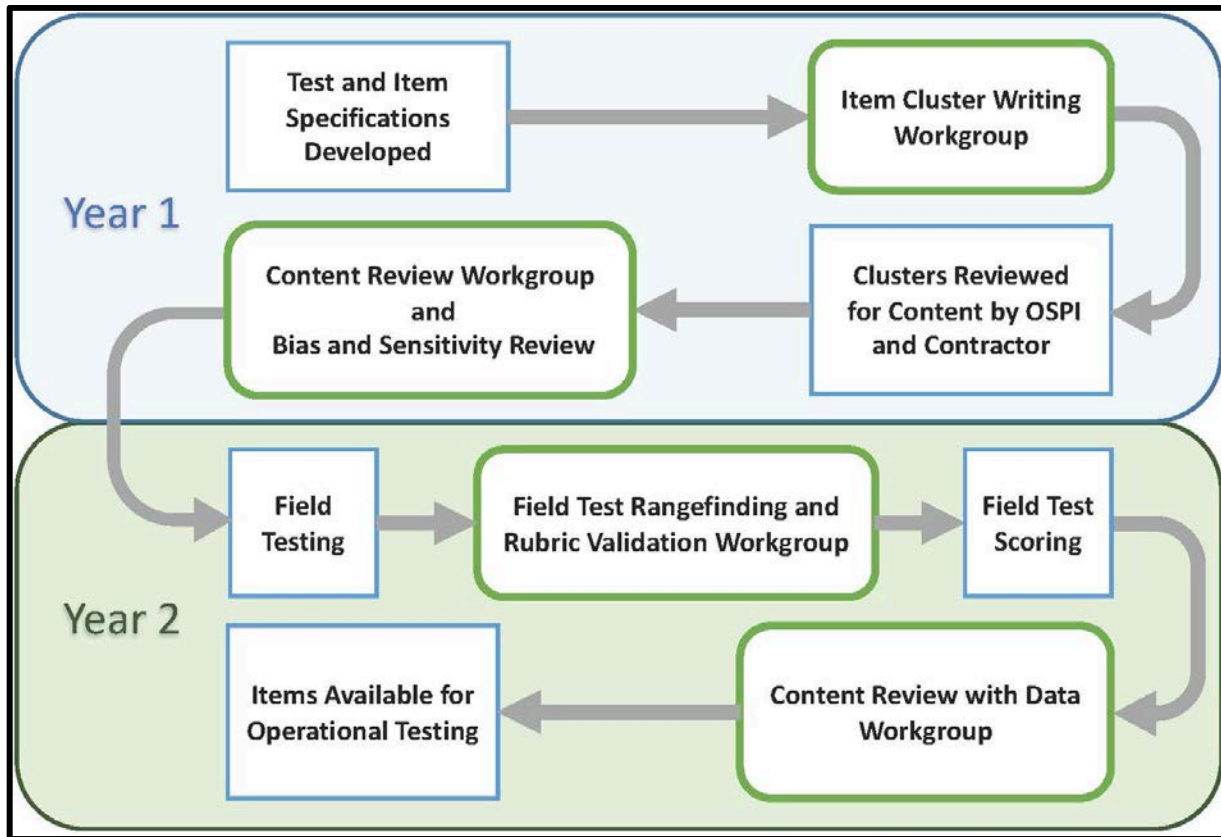 Year 1
Test and Item
Specifications
Developed
Item Cluster Writing
Workgroup
Clusters Reviewed
for Content by OSPI
and Contractor
Content Review Workgroup
and
Bias and Sensitivity Review
Year 2
Field
Testing
Field Test Rangefinding and
Rubric Validation Workgroup
Field Test
Scoring
Content Review with Data
Workgroup
Items Available for
Operational Testing